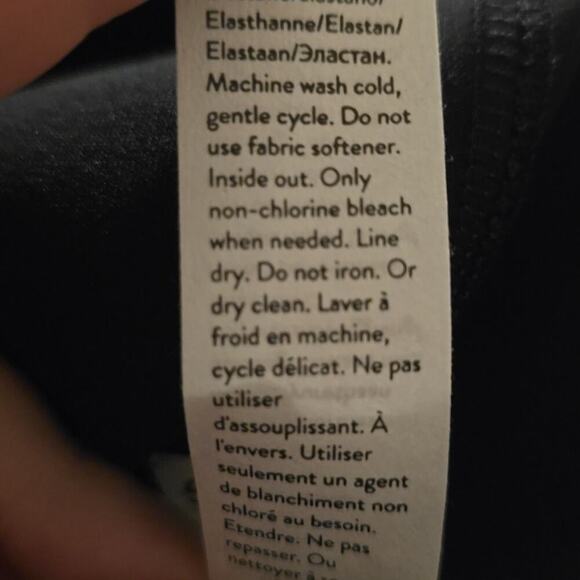 Elasthanne/Elastan/
Elastaan/Эластан.
Machine wash cold,
gentle cycle. Do not
use fabric softener.
Inside out. Only
non-chlorine bleach
when needed. Line
dry. Do not iron. Or
dry clean. Laver à
froid en machine,
cycle délicat. Ne pas
utiliser
d'assouplissant. À
l'envers. Utiliser
seulement un agent
de blanchiment non
chloré au besoin.
Étendre. Ne pas
repasser. Ou
nettoyer à